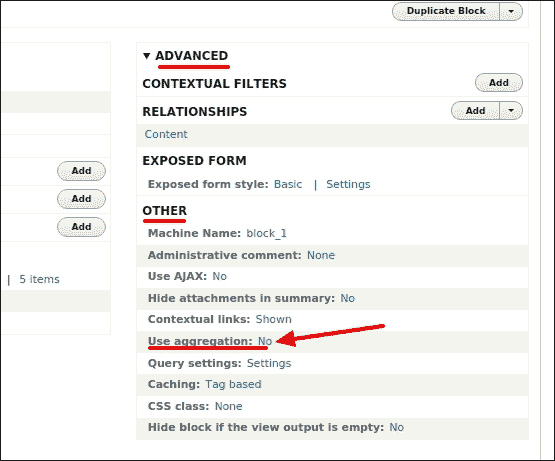 Duplicate Block
ADVANCED
CONTEXTUAL FILTERS Add
RELATIONSHIPS Add
Content
EXPOSED FORM
Exposed form style: Basic | Settings
OTHER
Machine Name: block_1
Administrative comment: None
Use AJAX: No
Hide attachments in summary: No
Contextual links: Shown
Use aggregation: No
Query settings: Settings
Caching: Tag based
CSS class: None
Hide block if the view output is empty: No
Add
Add
Add
| 5 items